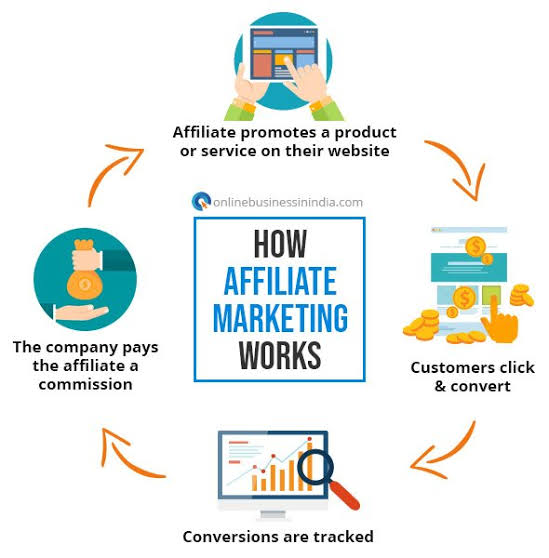 Affiliate promotes a product
or service on their website
onlinebusinessinindia.com
HOW
AFFILIATE
MARKETING
WORKS
Customers click
& convert
Conversions are tracked
The company pays
the affiliate a
commission